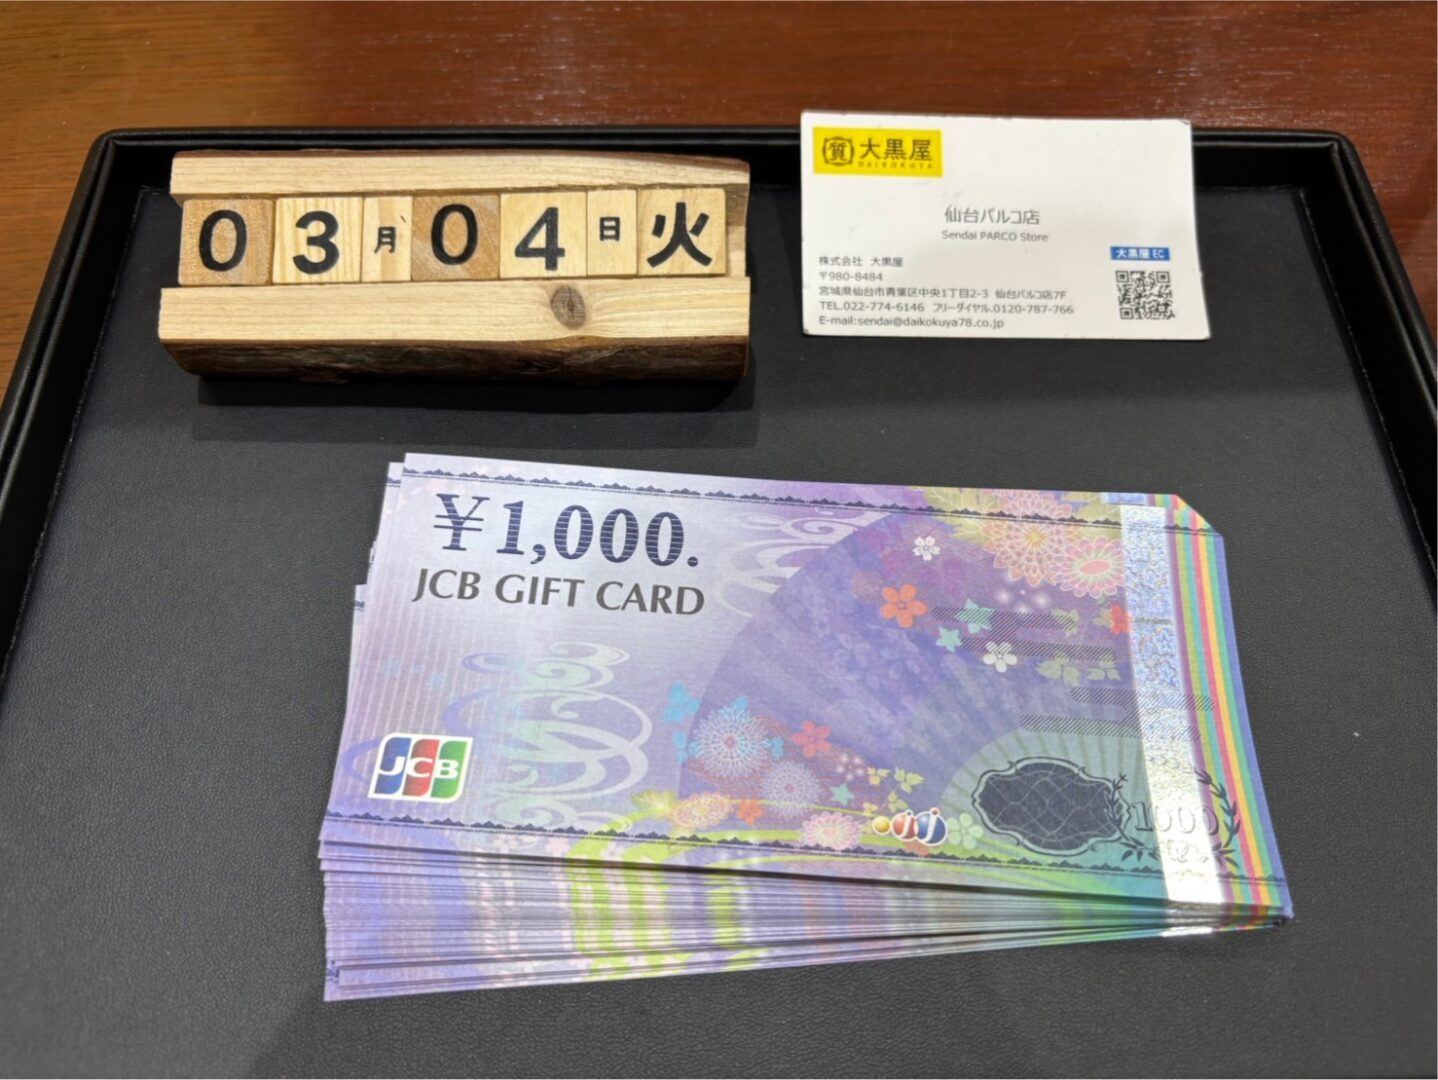 03月04日火
質 大黒屋
DAIKOKUYA
仙台パルコ店
Sendai PARCO Store
大黒屋 EC
株式会社 大黒屋
〒980-8484
宮城県仙台市青葉区中央1丁目2-3 仙台パルコ店7F
TEL.022-774-6146 フリーダイヤル.0120-787-766
E-mail:sendai@daikokuya78.co.jp
¥1,000.
JCB GIFT CARD
JCB
1000